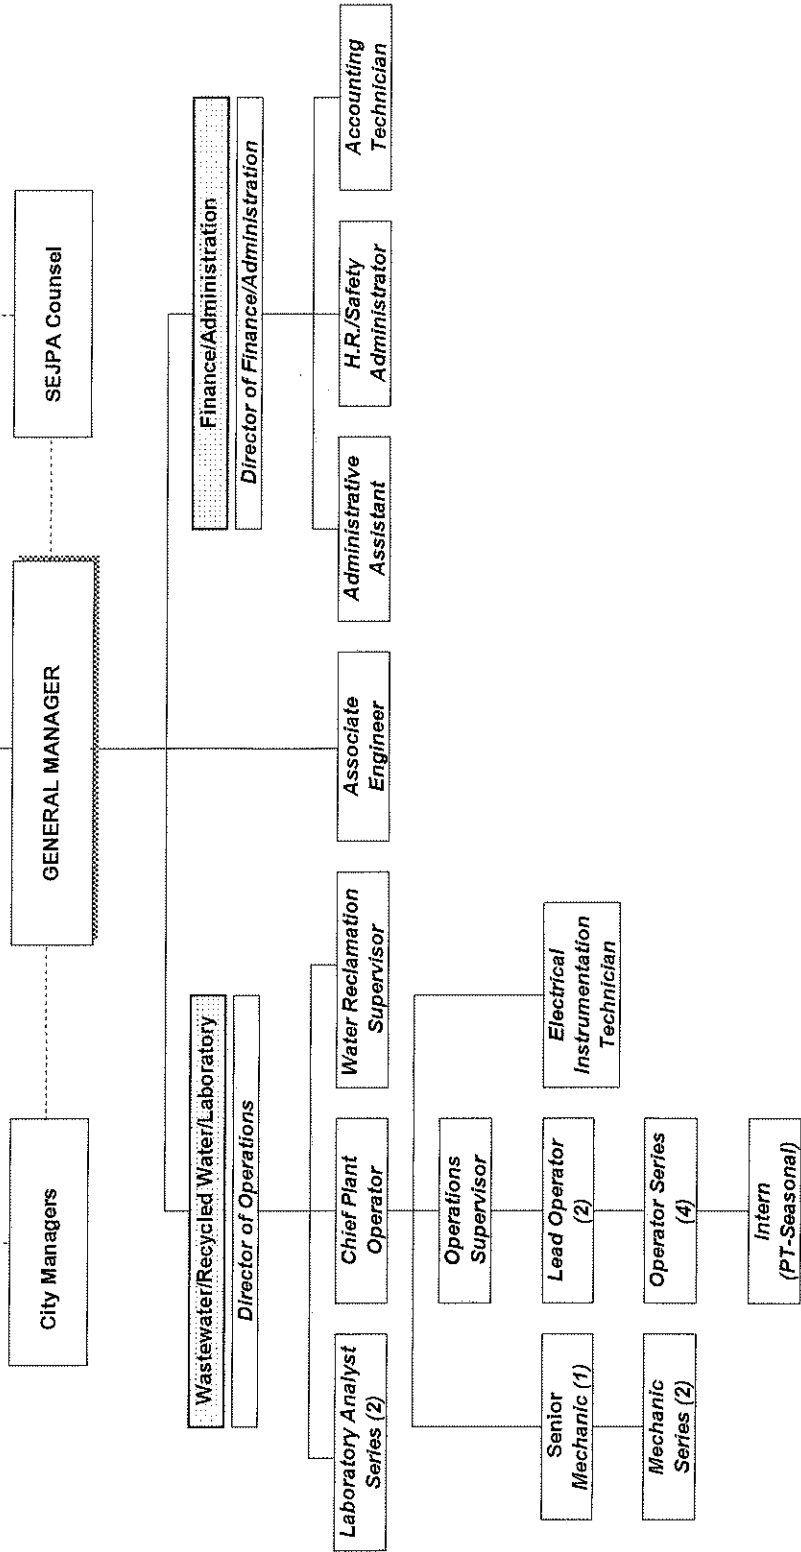 City Managers
GENERAL MANAGER
SEJPA Counsel
Wastewater/Recycled Water/Laboratory
Director of Operations
Finance/Administration
Director of Finance/Administration
Laboratory Analyst
Series (2)
Chief Plant
Operator
Water Reclamation
Supervisor
Associate
Engineer
Administrative
Assistant
H.R./Safety
Administrator
Accounting
Technician
Operations
Supervisor
Senior
Mechanic (1)
Lead Operator
(2)
Electrical
Instrumentation
Technician
Mechanic
Series (2)
Operator Series
(4)
Intern
(PT-Seasonal)